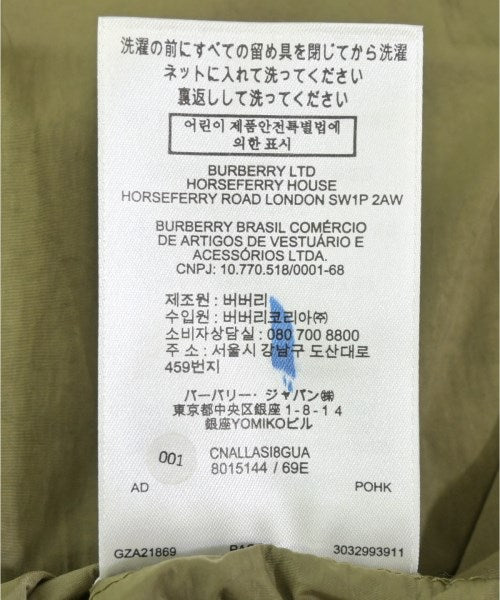 洗濯の前にすべての留め具を閉じてから洗濯
ネットに入れて洗ってください
裏返しして洗ってください
어린이 제품안전특별법에
의한 표시
BURBERRY LTD
HORSEFERRY HOUSE
HORSEFERRY ROAD LONDON SW1P 2AW
BURBERRY BRASIL COMÉRCIO
DE ARTIGOS DE VESTUÁRIO E
ACESSÓRIOS LTDA.
CNPJ: 10.770.518/0001-68
제조원 : 버버리
수입원 : 버버리코리아㈜
소비자상담실 : 080 700 8800
주 소 : 서울시 강남구 도산대로
459번지
バーバリー・ジャパン㈱
東京都中央区銀座1-8-14
銀座YOMIKOビル
001
CNALLASI8GUA
8015144 / 69E
AD POHK
GZA21869 3032993911